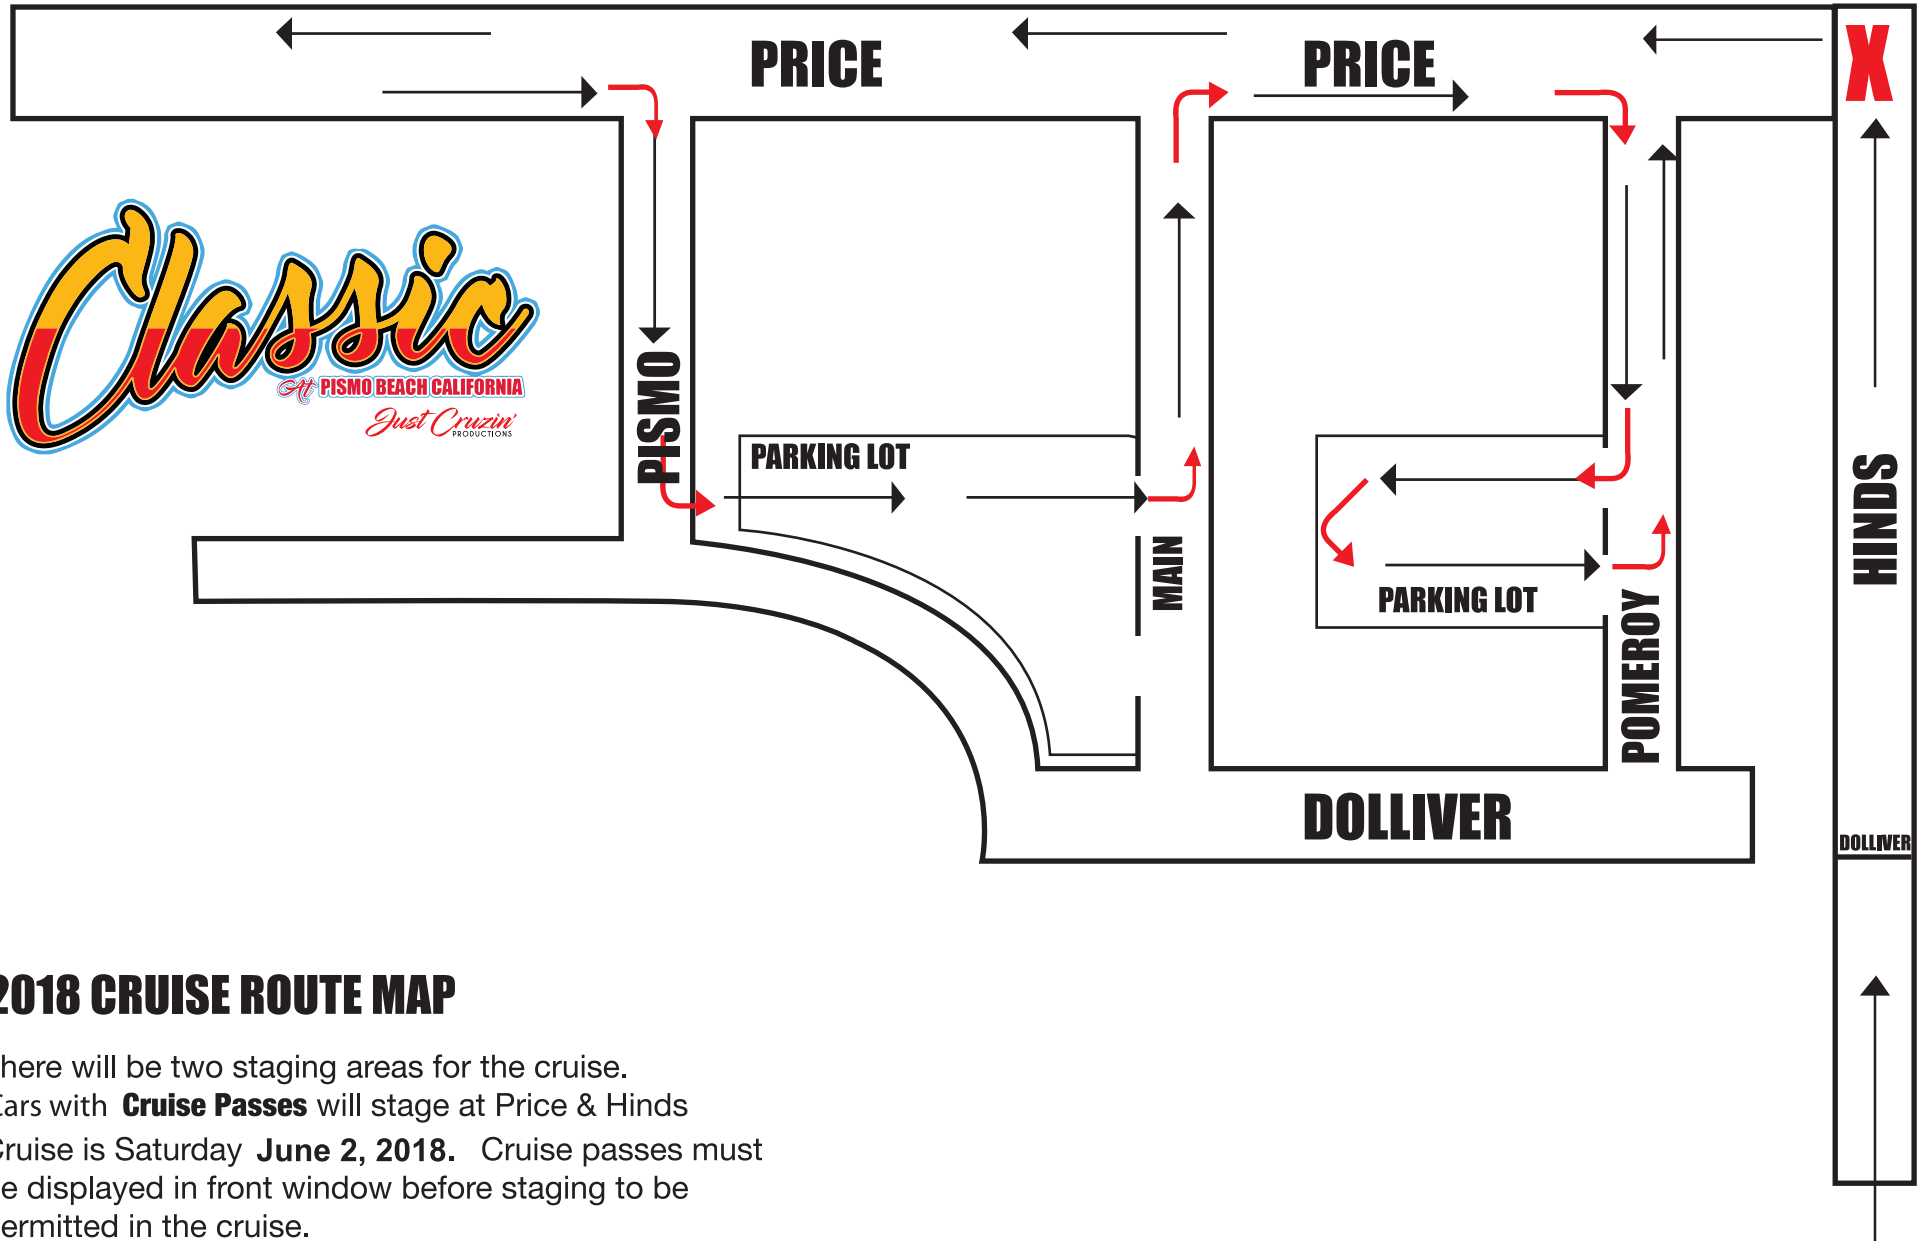 PRICE
PRICE
X
Classic
At PISMO BEACH CALIFORNIA
Just Cruzin'
PRODUCTIONS
PISMO
PARKING LOT
MAIN
PARKING LOT
POMEROY
HINDS
DOLLIVER
DOLLIVER
2018 CRUISE ROUTE MAP
here will be two staging areas for the cruise.
Cars with Cruise Passes will stage at Price & Hinds
Cruise is Saturday June 2, 2018. Cruise passes must
e displayed in front window before staging to be
ermitted in the cruise.